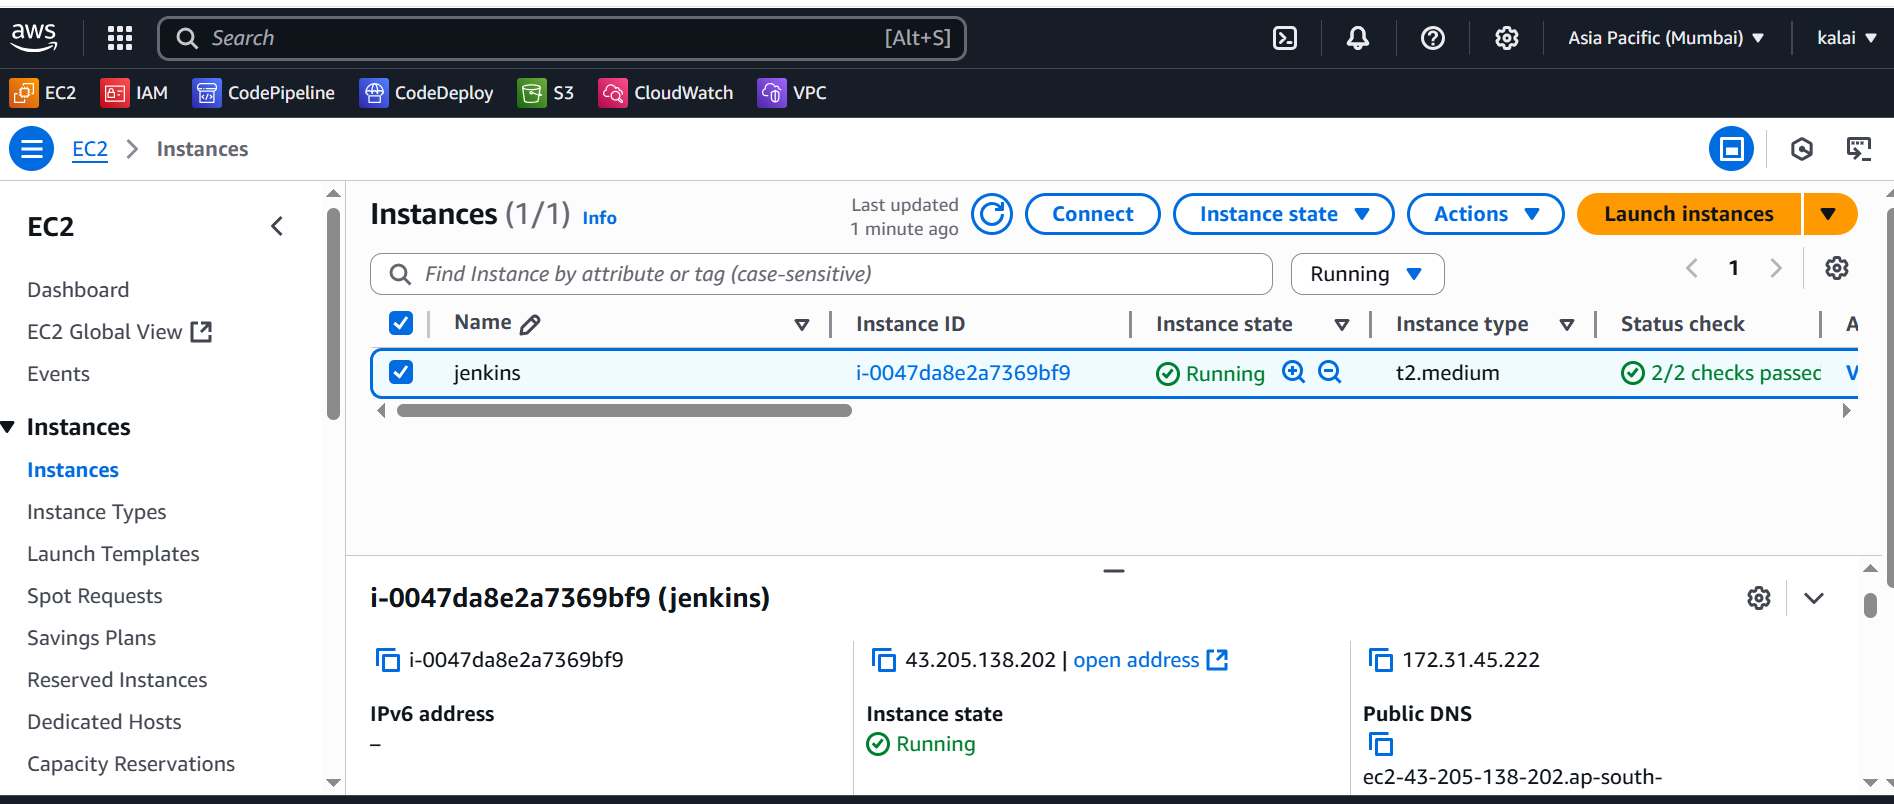 aws
Search [Alt+S]
Asia Pacific (Mumbai)
kalai
EC2
IAM
CodePipeline
CodeDeploy
S3
CloudWatch
VPC
EC2
Instances
EC2
Dashboard
EC2 Global View
Events
Instances
Instances
Instance Types
Launch Templates
Spot Requests
Savings Plans
Reserved Instances
Dedicated Hosts
Capacity Reservations
Instances (1/1) Info
Last updated
1 minute ago
Connect
Instance state
Actions
Launch instances
Find Instance by attribute or tag (case-sensitive)
Running
1
Name
Instance ID
Instance state
Instance type
Status check
A
jenkins
i-0047da8e2a7369bf9
Running
t2.medium
2/2 checks passed
V
i-0047da8e2a7369bf9 (jenkins)
i-0047da8e2a7369bf9
43.205.138.202 | open address
172.31.45.222
IPv6 address
–
Instance state
Running
Public DNS
ec2-43-205-138-202.ap-south-